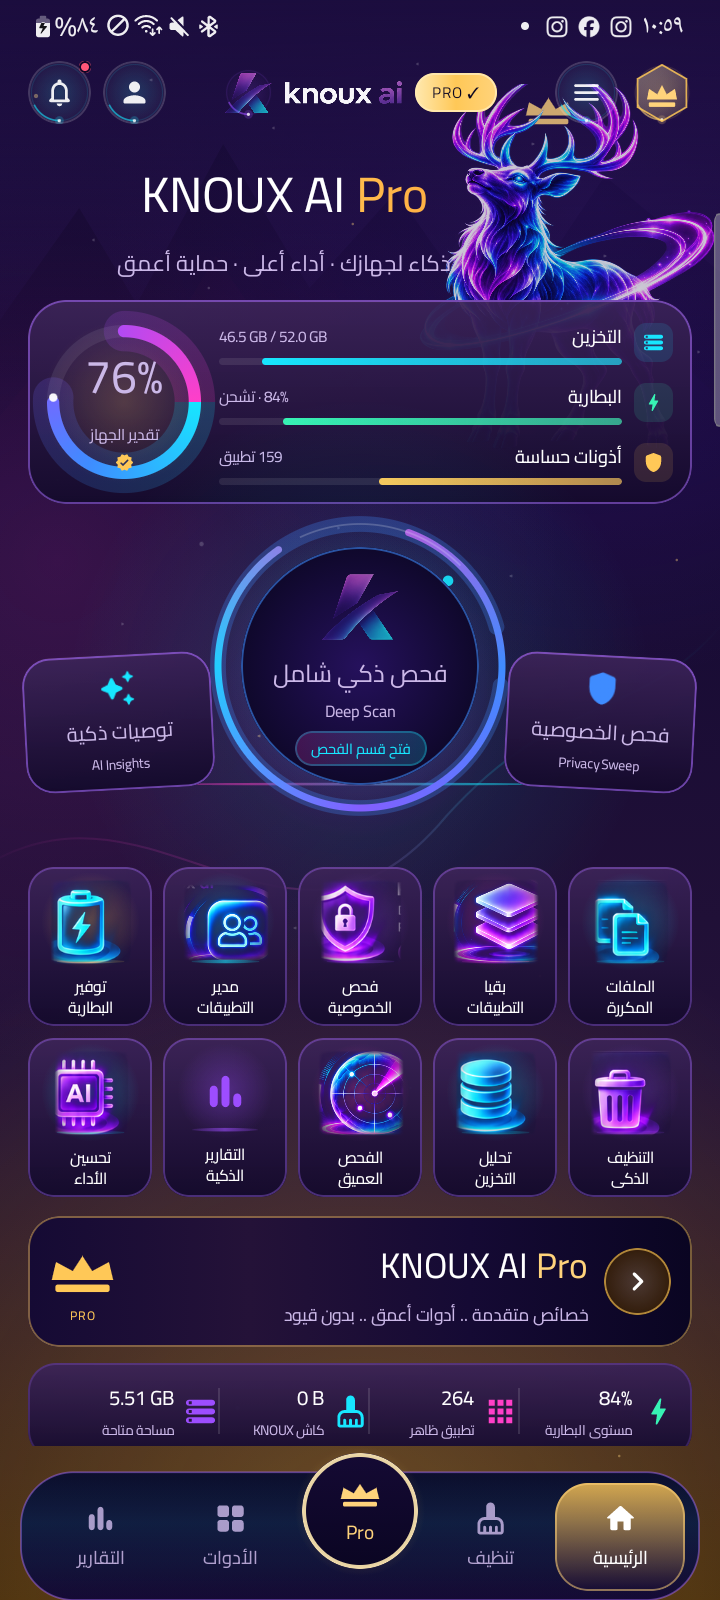 ١٠:٥٩
%٨٤
knoux ai
PRO ✓
KNOUX AI Pro
ذكاء لجهازك · أداء أعلى · حماية أعمق
76%
تقدير الجهاز
التخزين
46.5 GB / 52.0 GB
البطارية
84% · تشحن
أذونات حساسة
159 تطبيق
فحص ذكي شامل
Deep Scan
فتح قسم الفحص
فحص الخصوصية
Privacy Sweep
توصيات ذكية
AI Insights
الملفات
المكررة
بقيا
التطبيقات
فحص
الخصوصية
مدير
التطبيقات
توفير
البطارية
التنظيف
الذكي
تحليل
التخزين
الفحص
العميق
التقارير
الذكية
AI
تحسين
الأداء
KNOUX AI Pro
خصائص متقدمة .. أدوات أعمق .. بدون قيود
PRO
84%
مستوى البطارية
264
تطبيق ظاهر
0 B
كاش KNOUX
5.51 GB
مساحة متاحة
الرئيسية
تنظيف
Pro
الأدوات
التقارير